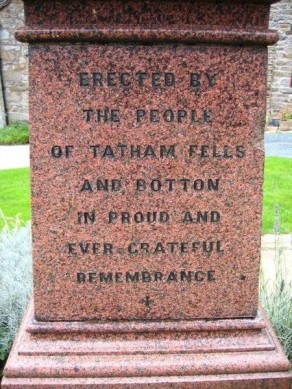 ERECTED BY
THE PEOPLE
OF TATHAM FELLS
AND BOTTON
IN PROUD AND
EVER-GRATEFUL
REMEMBRANCE